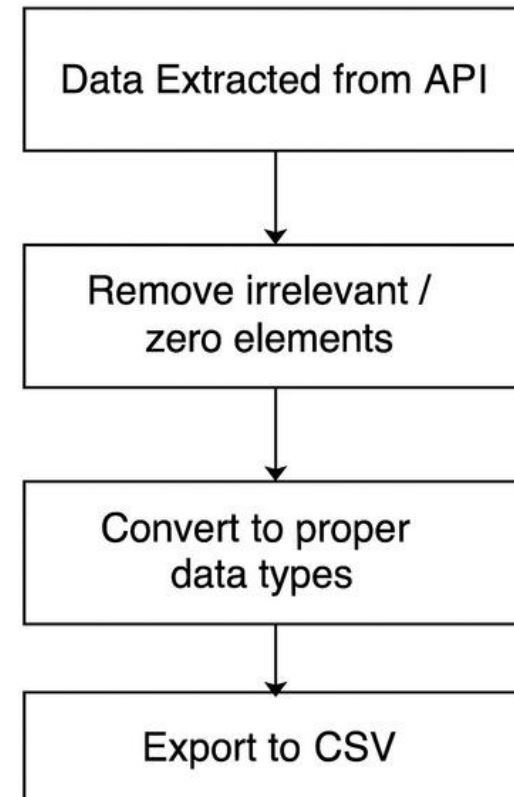 Data Extracted from API
Remove irrelevant /
zero elements
Convert to proper
data types
Export to CSV